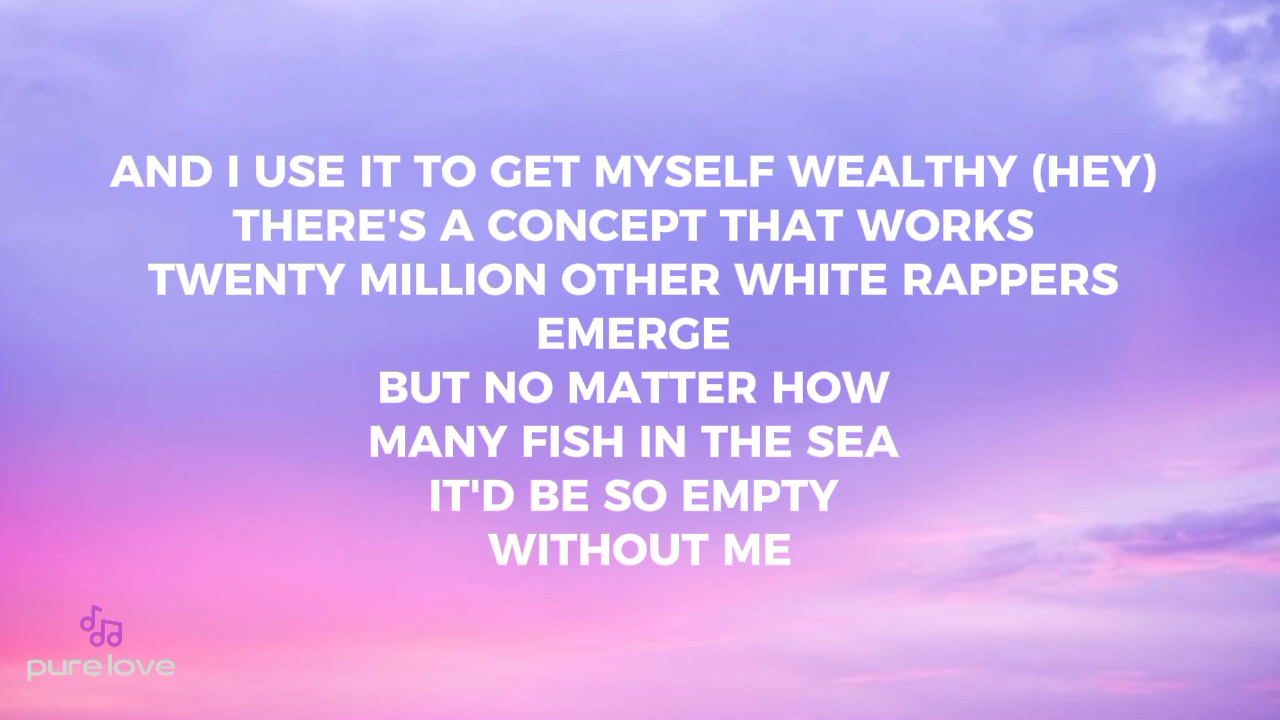 AND I USE IT TO GET MYSELF WEALTHY (HEY)
THERE'S A CONCEPT THAT WORKS
TWENTY MILLION OTHER WHITE RAPPERS
EMERGE
BUT NO MATTER HOW
MANY FISH IN THE SEA
IT'D BE SO EMPTY
WITHOUT ME
pure love